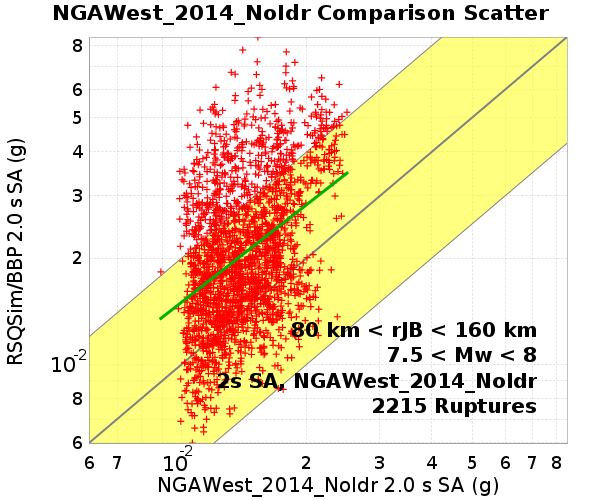 NGAWest_2014_NoIdr Comparison Scatter
8
6
5
4
3
2
10-2
8
6
RSQSim/BBP 2.0 s SA (g)
80 km < rJB < 160 km
7.5 < Mw < 8
2s SA, NGAWest_2014_NoIdr
2215 Ruptures
6 7 10-2 2 3 4 5 6 7 8
NGAWest_2014_NoIdr 2.0 s SA (g)